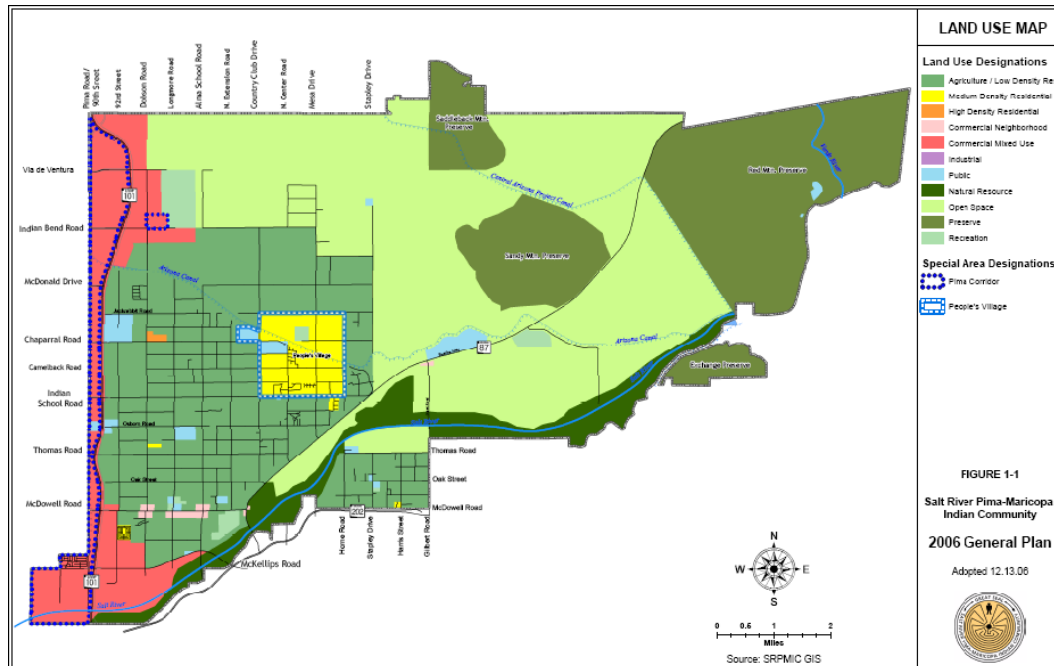 LAND USE MAP
Land Use Designations
Agriculture / Low Density Res
Medium Density Residential
High Density Residential
Commercial Neighborhood
Commercial Mixed Use
Industrial
Public
Natural Resource
Open Space
Preserve
Recreation
Special Area Designations
Pima Corridor
People's Village
FIGURE 1-1
Salt River Pima-Maricopa
Indian Community
2006 General Plan
Adopted 12.13.06
Pima Road/
90th Street
92nd Street
Dobson Road
Longmore Road
Alma School Road
N. Extension Road
Country Club Drive
N. Center Road
Mesa Drive
Stapley Drive
Via de Ventura
Indian Bend Road
McDonald Drive
Chaparral Road
Camelback Road
Indian
School Road
Thomas Road
McDowell Road
101
Saddleback Mtn.
Preserve
Central Arizona Project Canal
Red Mtn. Preserve
Verde River
Sandy Mtn. Preserve
Arizona Canal
Jackrabbit Road
People's Village
87
Arizona Canal
Exchange Preserve
Osborn Road
Oak Street
Thomas Road
Oak Street
McDowell Road
202
Horne Road
Stapley Drive
Harris Street
Gilbert Road
McKellips Road
101
Salt River
N
W
E
S
0
0.5
1
2
Miles
Source: SRPMIC GIS